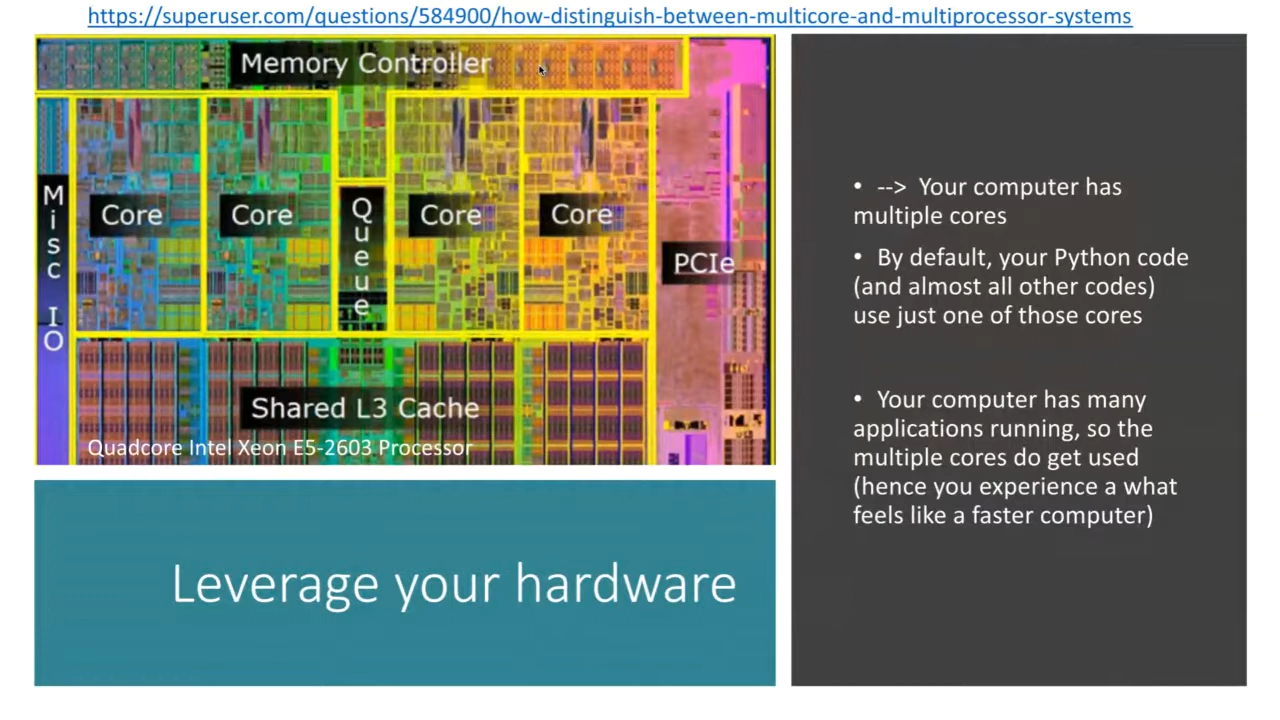 https://superuser.com/questions/584900/how-distinguish-between-multicore-and-multiprocessor-systems
Memory Controller
Misc IO
Core
Core
Queue
Core
Core
PCIe
Shared L3 Cache
Quadcore Intel Xeon E5-2603 Processor
Leverage your hardware
• --> Your computer has
multiple cores
• By default, your Python code
(and almost all other codes)
use just one of those cores
• Your computer has many
applications running, so the
multiple cores do get used
(hence you experience a what
feels like a faster computer)